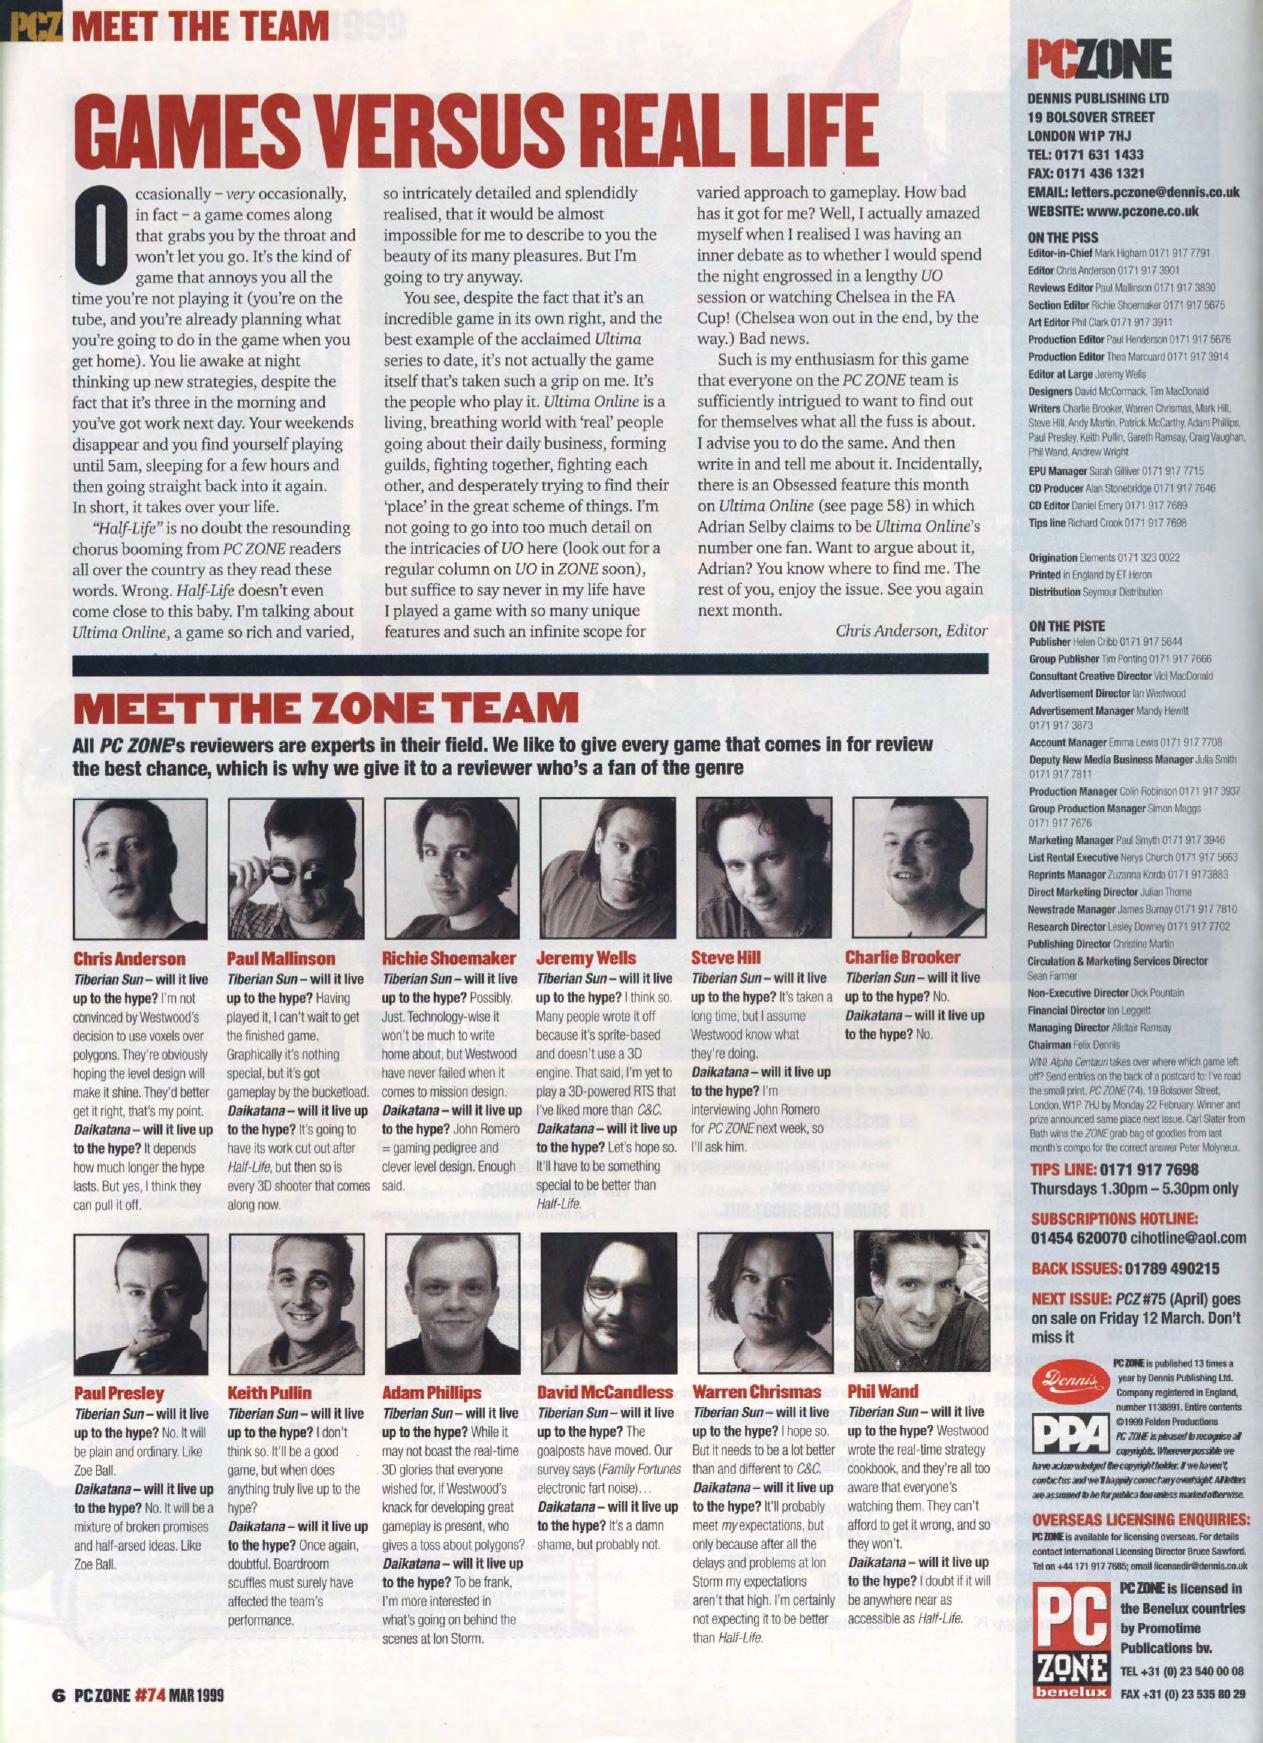 PCZ MEET THE TEAM
GAMES VERSUS REAL LIFE
Occasionally – very occasionally,
in fact – a game comes along
that grabs you by the throat and
won't let you go. It's the kind of
game that annoys you all the
time you're not playing it (you're on the
tube, and you're already planning what
you're going to do in the game when you
get home). You lie awake at night
thinking up new strategies, despite the
fact that it's three in the morning and
you've got work next day. Your weekends
disappear and you find yourself playing
until 5am, sleeping for a few hours and
then going straight back into it again.
In short, it takes over your life.
"Half-Life" is no doubt the resounding
chorus booming from PC ZONE readers
all over the country as they read these
words. Wrong. Half-Life doesn't even
come close to this baby. I'm talking about
Ultima Online, a game so rich and varied,
so intricately detailed and splendidly
realised, that it would be almost
impossible for me to describe to you the
beauty of its many pleasures. But I'm
going to try anyway.
You see, despite the fact that it's an
incredible game in its own right, and the
best example of the acclaimed Ultima
series to date, it's not actually the game
itself that's taken such a grip on me. It's
the people who play it. Ultima Online is a
living, breathing world with 'real' people
going about their daily business, forming
guilds, fighting together, fighting each
other, and desperately trying to find their
'place' in the great scheme of things. I'm
not going to go into too much detail on
the intricacies of UO here (look out for a
regular column on UO in ZONE soon),
but suffice to say never in my life have
I played a game with so many unique
features and such an infinite scope for
varied approach to gameplay. How bad
has it got for me? Well, I actually amazed
myself when I realised I was having an
inner debate as to whether I would spend
the night engrossed in a lengthy UO
session or watching Chelsea in the FA
Cup! (Chelsea won out in the end, by the
way.) Bad news.
Such is my enthusiasm for this game
that everyone on the PC ZONE team is
sufficiently intrigued to want to find out
for themselves what all the fuss is about.
I advise you to do the same. And then
write in and tell me about it. Incidentally,
there is an Obsessed feature this month
on Ultima Online (see page 58) in which
Adrian Selby claims to be Ultima Online's
number one fan. Want to argue about it,
Adrian? You know where to find me. The
rest of you, enjoy the issue. See you again
next month.
Chris Anderson, Editor
MEET THE ZONE TEAM
All PC ZONE's reviewers are experts in their field. We like to give every game that comes in for review
the best chance, which is why we give it to a reviewer who's a fan of the genre
Chris Anderson
Tiberian Sun – will it live
up to the hype? I'm not
convinced by Westwood's
decision to use voxels over
polygons. They're obviously
hoping the level design will
make it shine. They'd better
get it right, that's my point.
Daikatana – will it live up
to the hype? It depends
how much longer the hype
lasts. But yes, I think they
can pull it off.
Paul Mallinson
Tiberian Sun – will it live
up to the hype? Having
played it, I can't wait to get
the finished game.
Graphically it's nothing
special, but it's got
gameplay by the bucketload.
Daikatana – will it live up
to the hype? It's going to
have its work cut out after
Half-Life, but then so is
every 3D shooter that comes
along now.
Richie Shoemaker
Tiberian Sun – will it live
up to the hype? Possibly.
Just. Technology-wise it
won't be much to write
home about, but Westwood
have never failed when it
comes to mission design.
Daikatana – will it live up
to the hype? John Romero
= gaming pedigree and
clever level design. Enough
said.
Jeremy Wells
Tiberian Sun – will it live
up to the hype? I think so.
Many people wrote it off
because it's sprite-based
and doesn't use a 3D
engine. That said, I'm yet to
play a 3D-powered RTS that
I've liked more than C&C.
Daikatana – will it live up
to the hype? Let's hope so.
It'll have to be something
special to be better than
Half-Life.
Steve Hill
Tiberian Sun – will it live
up to the hype? It's taken a
long time, but I assume
Westwood know what
they're doing.
Daikatana – will it live up
to the hype? I'm
interviewing John Romero
for PC ZONE next week, so
I'll ask him.
Charlie Brooker
Tiberian Sun – will it live
up to the hype? No.
Daikatana – will it live up
to the hype? No.
Paul Presley
Tiberian Sun – will it live
up to the hype? No. It will
be plain and ordinary. Like
Zoe Ball.
Daikatana – will it live up
to the hype? No. It will be a
mixture of broken promises
and half-arsed ideas. Like
Zoe Ball.
Keith Pullin
Tiberian Sun – will it live
up to the hype? I don't
think so. It'll be a good
game, but when does
anything truly live up to the
hype?
Daikatana – will it live up
to the hype? Once again,
doubtful. Boardroom
scuffles must surely have
affected the team's
performance.
Adam Phillips
Tiberian Sun – will it live
up to the hype? While it
may not boast the real-time
3D glories that everyone
wished for, if Westwood's
knack for developing great
gameplay is present, who
gives a toss about polygons?
Daikatana – will it live up
to the hype? To be frank,
I'm more interested in
what's going on behind the
scenes at Ion Storm.
David McCandless
Tiberian Sun – will it live
up to the hype? The
goalposts have moved. Our
survey says (Family Fortunes
electronic fart noise)...
Daikatana – will it live up
to the hype? It's a damn
shame, but probably not.
Warren Chrismas
Tiberian Sun – will it live
up to the hype? I hope so.
But it needs to be a lot better
than and different to C&C.
Daikatana – will it live up
to the hype? It'll probably
meet my expectations, but
only because after all the
delays and problems at Ion
Storm my expectations
aren't that high. I'm certainly
not expecting it to be better
than Half-Life.
Phil Wand
Tiberian Sun – will it live
up to the hype? Westwood
wrote the real-time strategy
cookbook, and they're all too
aware that everyone's
watching them. They can't
afford to get it wrong, and so
they won't.
Daikatana – will it live up
to the hype? I doubt if it will
be anywhere near as
accessible as Half-Life.
6 PC ZONE #74 MAR 1999
PCZONE
DENNIS PUBLISHING LTD
19 BOLSOVER STREET
LONDON W1P 7HJ
TEL: 0171 631 1433
FAX: 0171 436 1321
EMAIL: letters.pczone@dennis.co.uk
WEBSITE: www.pczone.co.uk
ON THE PISS
Editor-in-Chief Mark Higham 0171 917 7791
Editor Chris Anderson 0171 917 3901
Reviews Editor Paul Mallinson 0171 917 3830
Section Editor Richie Shoemaker 0171 917 5675
Art Editor Phil Clark 0171 917 3911
Production Editor Paul Henderson 0171 917 5676
Production Editor Thea Marcuard 0171 917 3914
Editor at Large Jeremy Wells
Designers David McCormack, Tim MacDonald
Writers Charlie Brooker, Warren Chrismas, Mark Hill,
Steve Hill, Andy Martin, Patrick McCarthy, Adam Phillips,
Paul Presley, Keith Pullin, Gareth Ramsay, Craig Vaughan,
Phil Wand, Andrew Wright
EPU Manager Sarah Gilliver 0171 917 7715
CD Producer Alan Stonebridge 0171 917 7646
CD Editor Daniel Emery 0171 917 7689
Tips line Richard Crook 0171 917 7698
Origination Elements 0171 323 0022
Printed in England by ET Heron
Distribution Seymour Distribution
ON THE PISTE
Publisher Helen Cribb 0171 917 5644
Group Publisher Tim Ponting 0171 917 7666
Consultant Creative Director Vici MacDonald
Advertisement Director Ian Westwood
Advertisement Manager Mandy Hewitt
0171 917 3873
Account Manager Emma Lewis 0171 917 7708
Deputy New Media Business Manager Julia Smith
0171 917 7811
Production Manager Colin Robinson 0171 917 3937
Group Production Manager Simon Maggs
0171 917 7676
Marketing Manager Paul Smyth 0171 917 3946
List Rental Executive Nerys Church 0171 917 5663
Reprints Manager Zuzanna Korda 0171 9173883
Direct Marketing Director Julian Thorne
Newstrade Manager James Burnay 0171 917 7810
Research Director Lesley Downey 0171 917 7702
Publishing Director Christine Martin
Circulation & Marketing Services Director
Sean Farmer
Non-Executive Director Dick Pountain
Financial Director Ian Leggett
Managing Director Alistair Ramsay
Chairman Felix Dennis
WIN! Alpha Centauri takes over where which game left
off? Send entries on the back of a postcard to: I've read
the small print, PC ZONE (74), 19 Bolsover Street,
London, W1P 7HJ by Monday 22 February. Winner and
prize announced same place next issue. Carl Slater from
Bath wins the ZONE grab bag of goodies from last
month's compo for the correct answer Peter Molyneux.
TIPS LINE: 0171 917 7698
Thursdays 1.30pm – 5.30pm only
SUBSCRIPTIONS HOTLINE:
01454 620070 cihotline@aol.com
BACK ISSUES: 01789 490215
NEXT ISSUE: PCZ #75 (April) goes
on sale on Friday 12 March. Don't
miss it
Dennis
PPA
PC ZONE is published 13 times a
year by Dennis Publishing Ltd.
Company registered in England,
number 1138891. Entire contents
©1999 Felden Productions
PC ZONE is pleased to recognise all
copyrights. Wherever possible we
have acknowledged the copyright holder. If we haven't,
contact us and we'll happily correct any oversight. All letters
are assumed to be for publication unless marked otherwise.
OVERSEAS LICENSING ENQUIRIES:
PC ZONE is available for licensing overseas. For details
contact International Licensing Director Bruce Sawford.
Tel on +44 171 917 7685; email licensedir@dennis.co.uk
PC ZONE benelux
PC ZONE is licensed in
the Benelux countries
by Promotime
Publications bv.
TEL +31 (0) 23 540 00 08
FAX +31 (0) 23 535 80 29